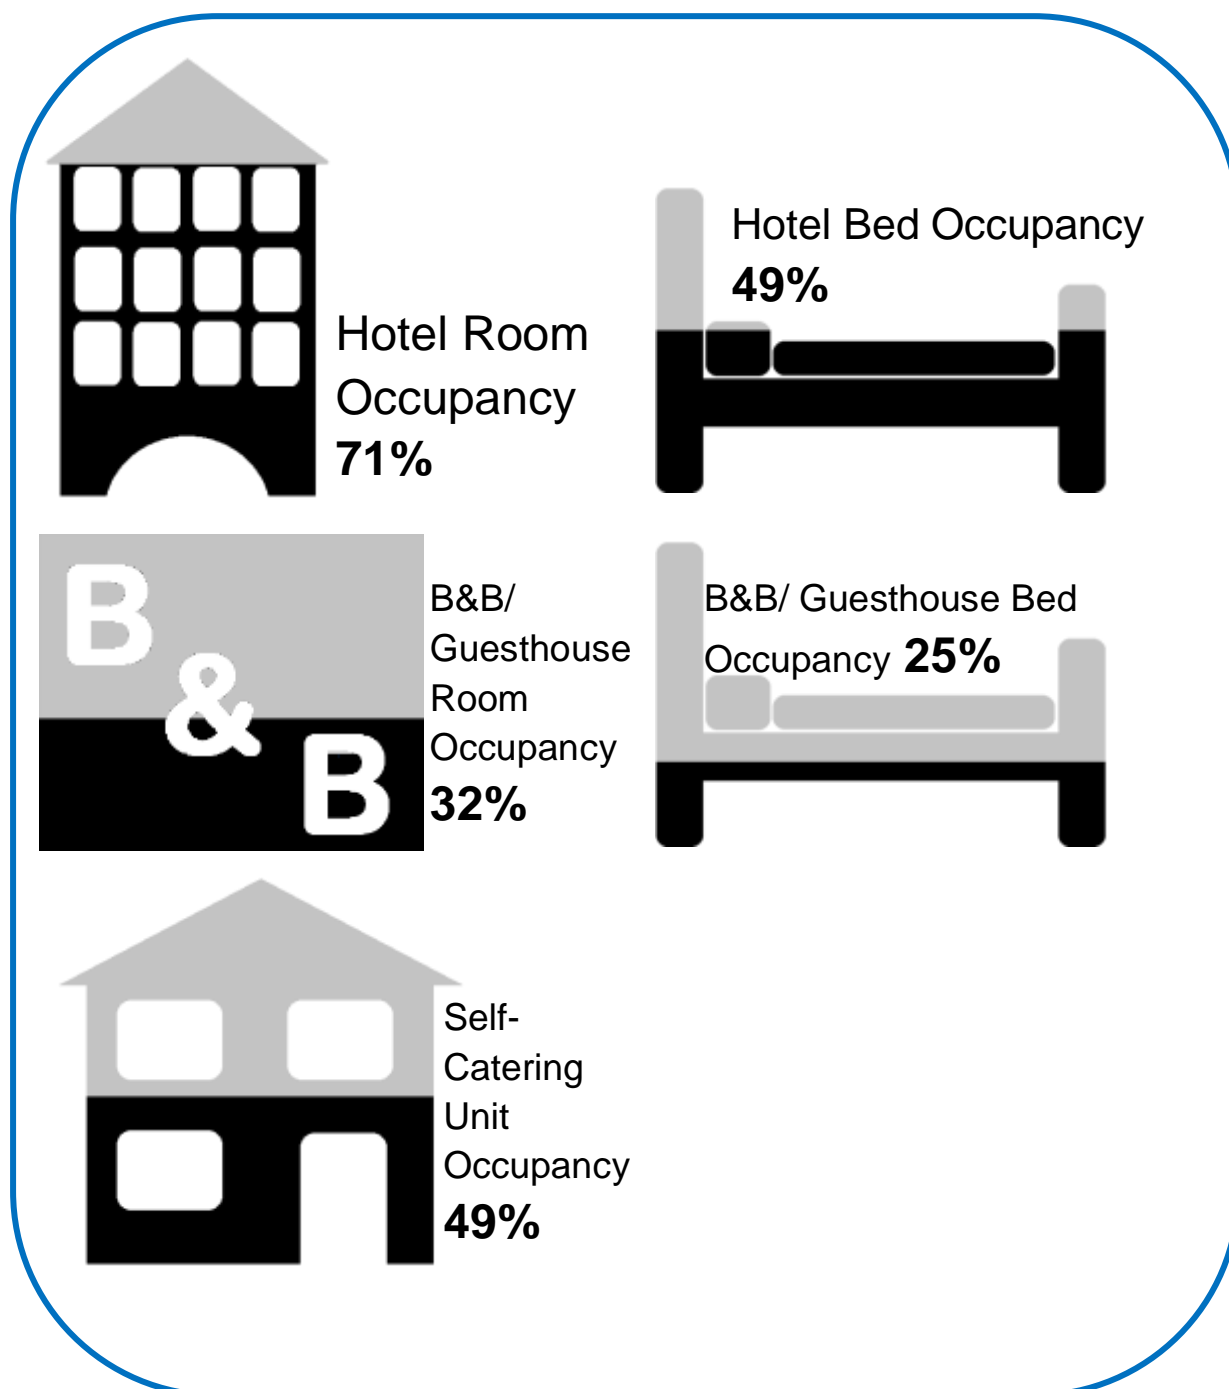 Hotel Room
Occupancy
71%
Hotel Bed Occupancy
49%
B
&
B
B&B/
Guesthouse
Room
Occupancy
32%
B&B/ Guesthouse Bed
Occupancy 25%
Self-
Catering
Unit
Occupancy
49%